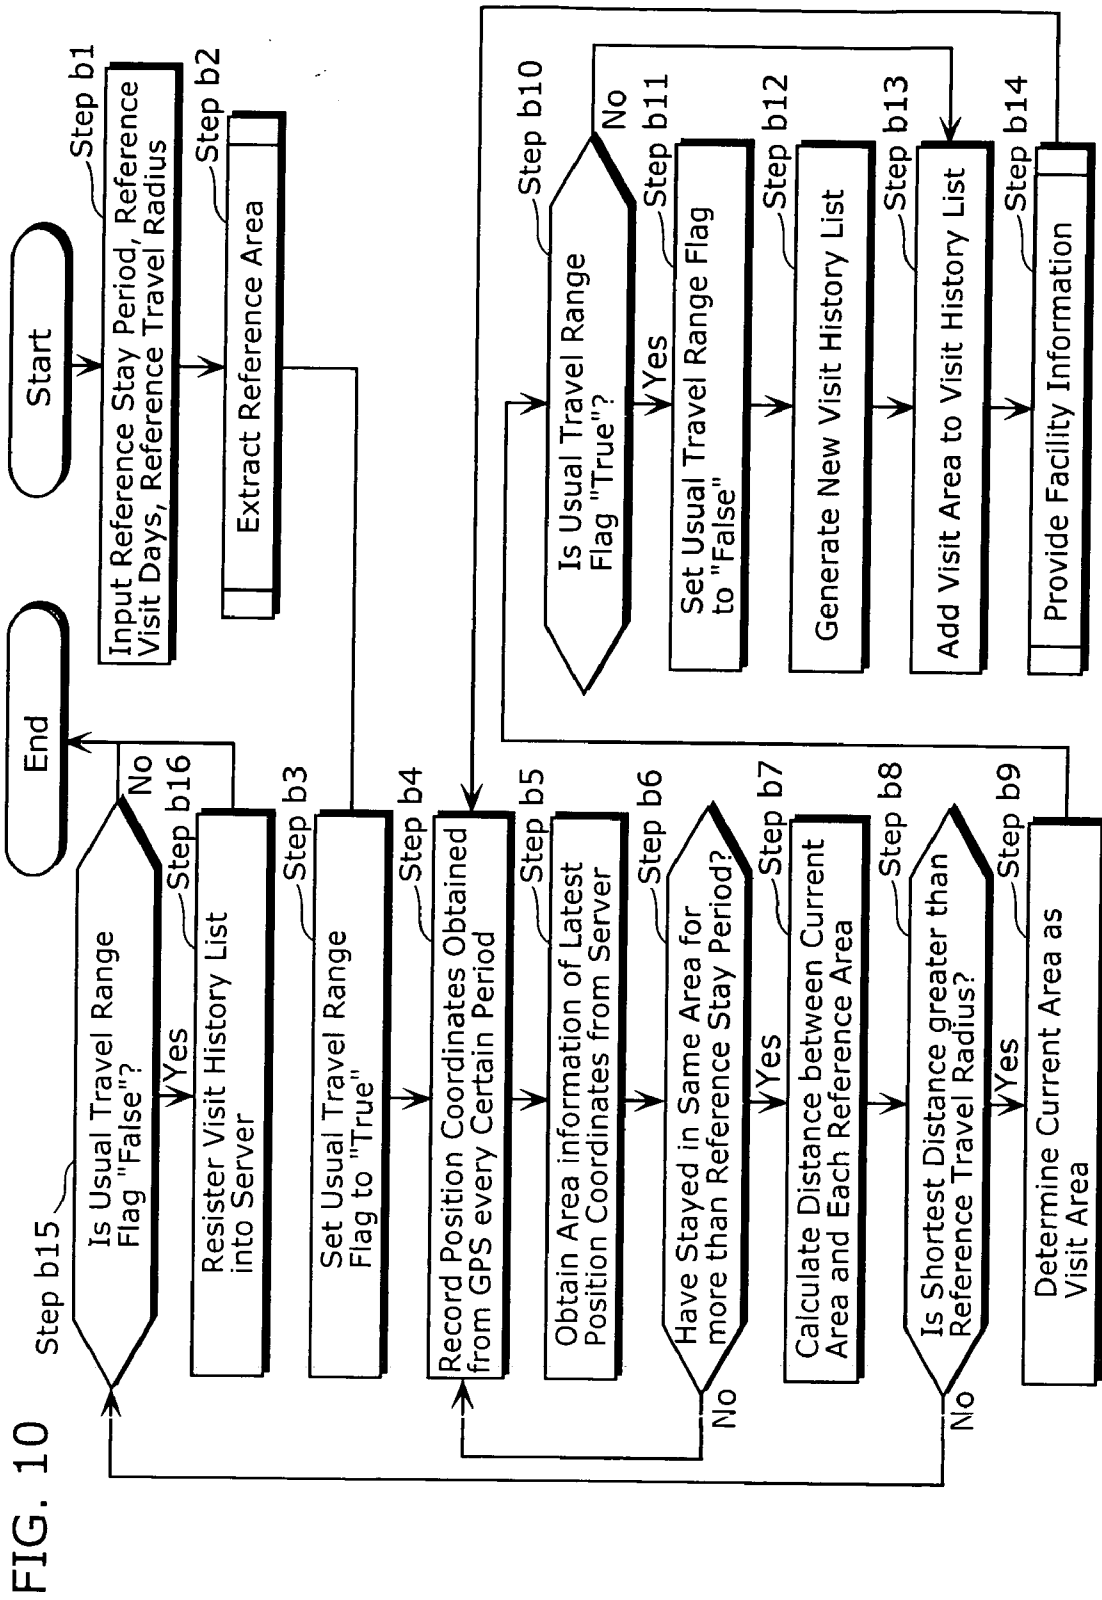 FIG. 10
Start
Step b1
Input Reference Stay Period, Reference
Visit Days, Reference Travel Radius
Step b2
Extract Reference Area
End
Step b15
Is Usual Travel Range
Flag "False"?
No
Yes
Step b16
Resister Visit History List
into Server
Step b3
Set Usual Travel Range
Flag to "True"
Step b4
Record Position Coordinates Obtained
from GPS every Certain Period
Step b5
Obtain Area information of Latest
Position Coordinates from Server
Step b6
Have Stayed in Same Area for
more than Reference Stay Period?
No
Yes
Step b7
Calculate Distance between Current
Area and Each Reference Area
Step b8
Is Shortest Distance greater than
Reference Travel Radius?
No
Yes
Step b9
Determine Current Area as
Visit Area
Step b10
Is Usual Travel Range
Flag "True"?
No
Yes
Step b11
Set Usual Travel Range Flag
to "False"
Step b12
Generate New Visit History List
Step b13
Add Visit Area to Visit History List
Step b14
Provide Facility Information